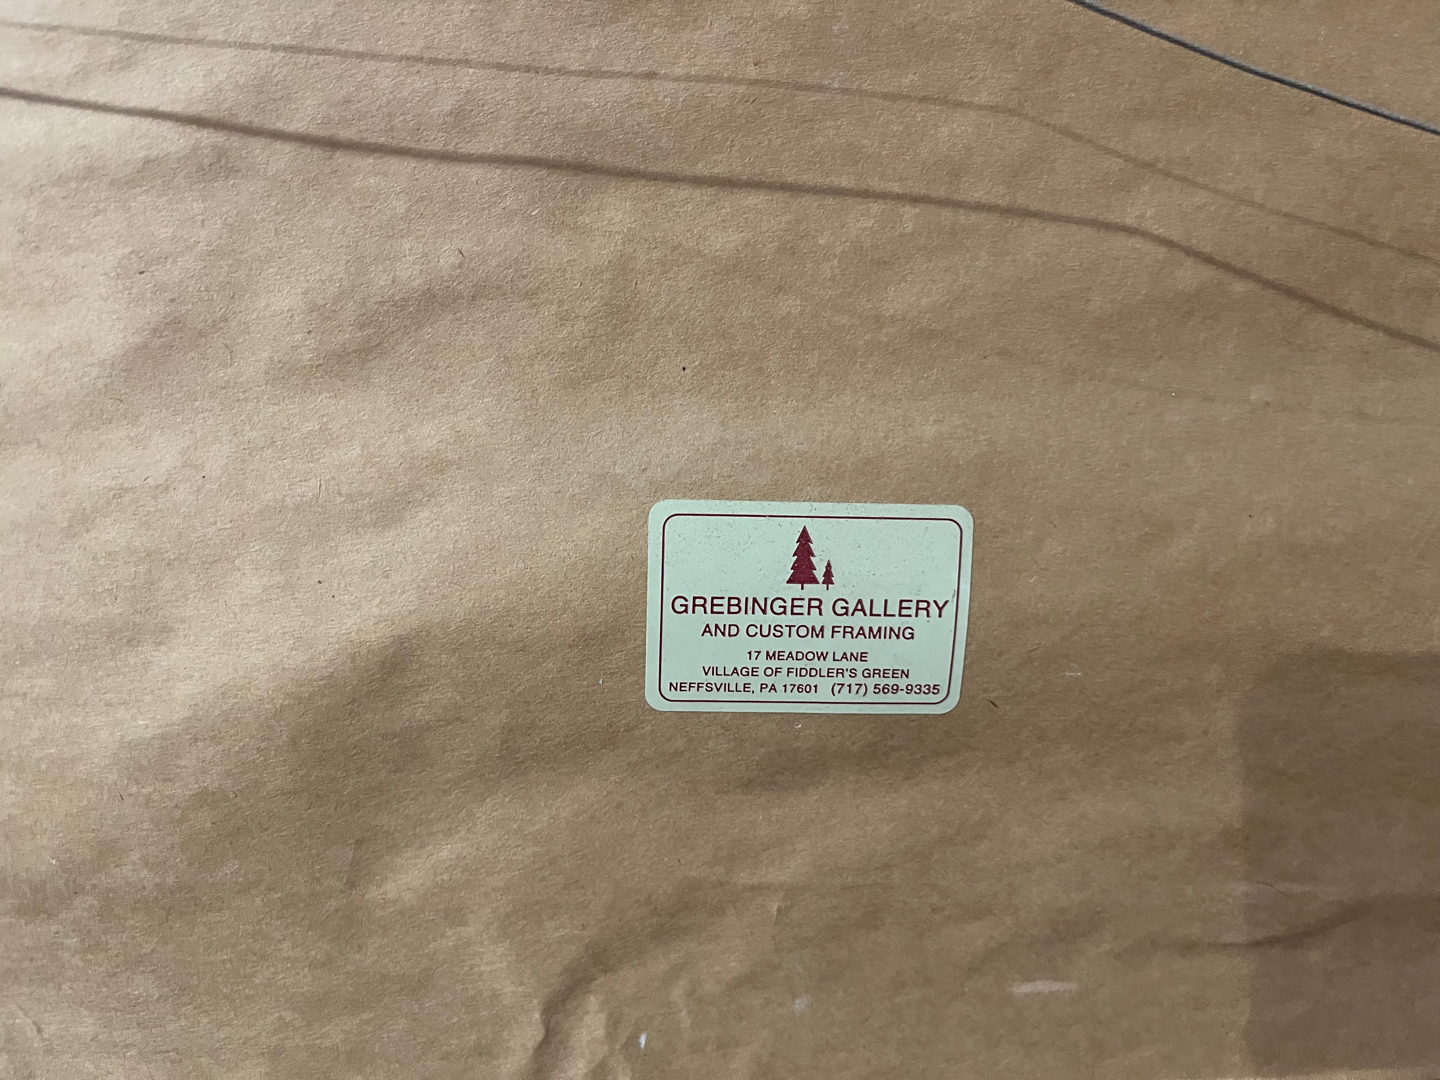 GREBINGER GALLERY
AND CUSTOM FRAMING
17 MEADOW LANE
VILLAGE OF FIDDLER'S GREEN
NEFFSVILLE, PA 17601 (717) 569-9335